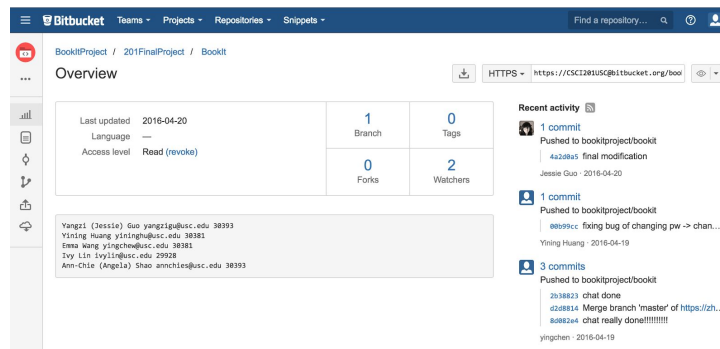 Bitbucket Teams Projects Repositories Snippets Find a repository...
BookItProject / 201FinalProject / BookIt
Overview
HTTPS https://CSCI201USC@bitbucket.org/boo
Last updated 2016-04-20
Language —
Access level Read (revoke)
1
Branch
0
Tags
0
Forks
2
Watchers
Yangzi (Jessie) Guo yangzigu@usc.edu 30393
Yining Huang yininghu@usc.edu 30381
Emma Wang yingchew@usc.edu 30381
Ivy Lin ivylin@usc.edu 29928
Ann-Chie (Angela) Shao annchies@usc.edu 30393
Recent activity
1 commit
Pushed to bookitproject/bookit
4a2d0a5 final modification
Jessie Guo · 2016-04-20
1 commit
Pushed to bookitproject/bookit
00b99cc fixing bug of changing pw -> chan...
Yining Huang · 2016-04-19
3 commits
Pushed to bookitproject/bookit
2b38823 chat done
d2d8814 Merge branch 'master' of https://zh...
8d082e4 chat really done!!!!!!!!!!
yingchen · 2016-04-19